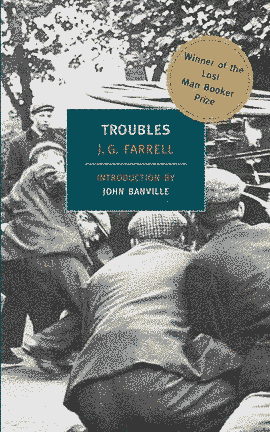 Winner of the
Lost
Man Booker
Prize
TROUBLES
J.G. FARRELL
INTRODUCTION BY
JOHN BANVILLE